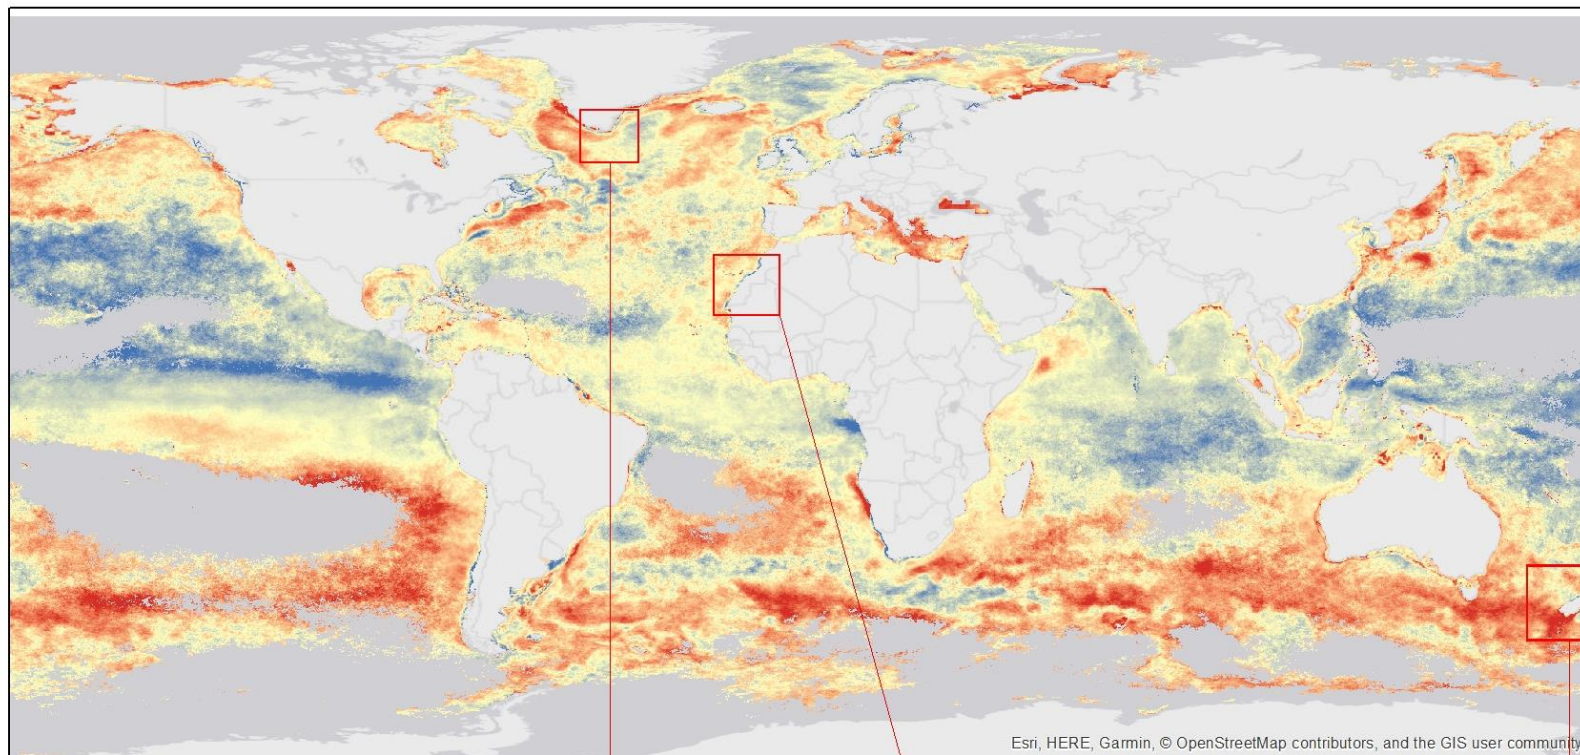 Esri, HERE, Garmin, © OpenStreetMap contributors, and the GIS user community